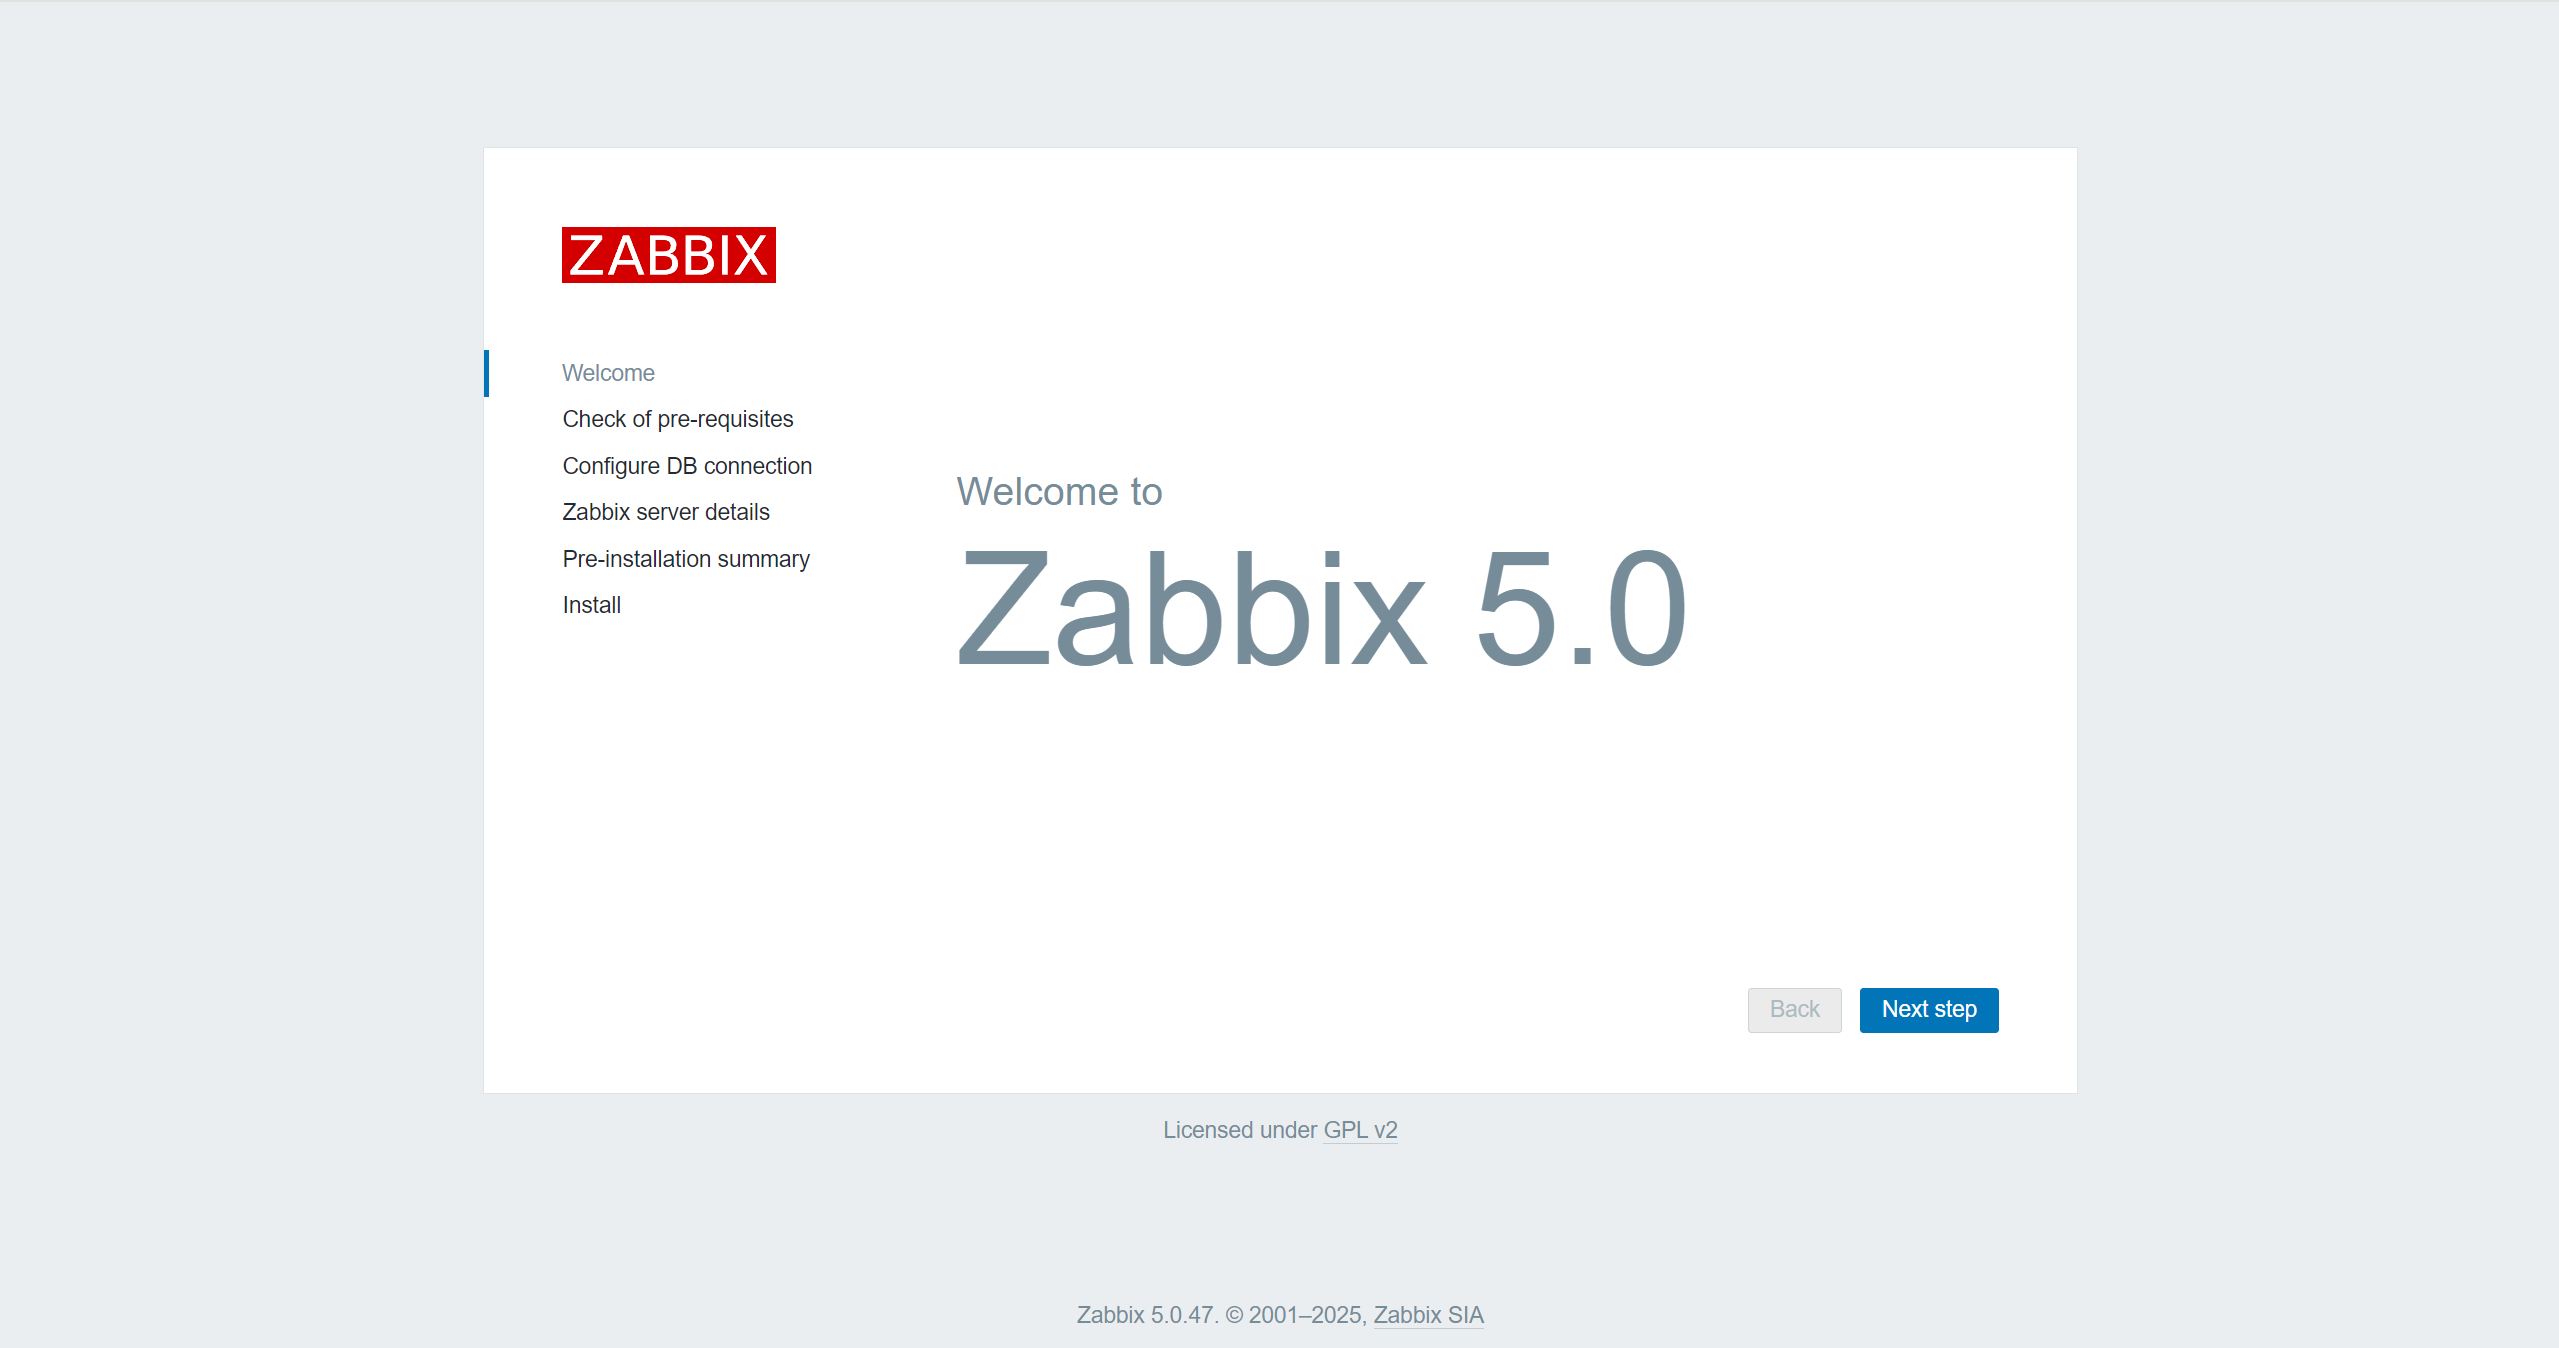 ZABBIX
Welcome
Check of pre-requisites
Configure DB connection
Zabbix server details
Pre-installation summary
Install
Welcome to
Zabbix 5.0
Back
Next step
Licensed under GPL v2
Zabbix 5.0.47. © 2001–2025, Zabbix SIA